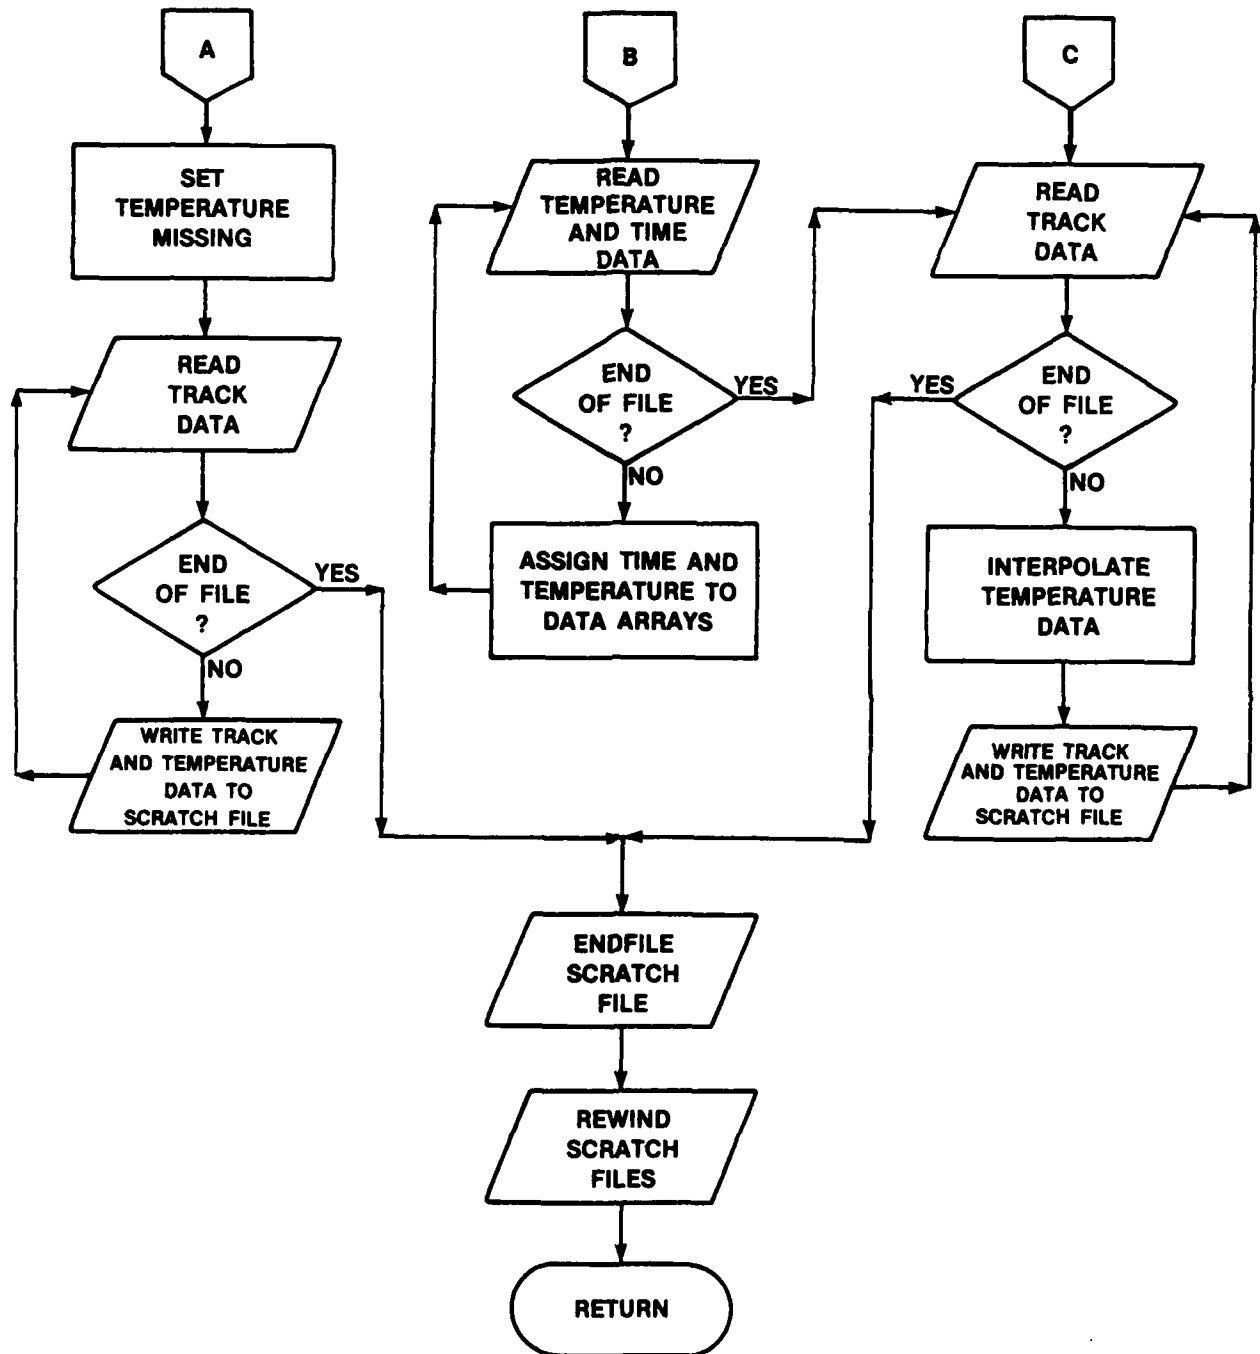 A
SET
TEMPERATURE
MISSING
READ
TRACK
DATA
END
OF FILE
?
YES
NO
WRITE TRACK
AND TEMPERATURE
DATA TO
SCRATCH FILE
B
READ
TEMPERATURE
AND TIME
DATA
END
OF FILE
?
YES
NO
ASSIGN TIME AND
TEMPERATURE TO
DATA ARRAYS
C
READ
TRACK
DATA
YES
END
OF FILE
?
NO
INTERPOLATE
TEMPERATURE
DATA
WRITE TRACK
AND TEMPERATURE
DATA TO
SCRATCH FILE
ENDFILE
SCRATCH
FILE
REWIND
SCRATCH
FILES
RETURN